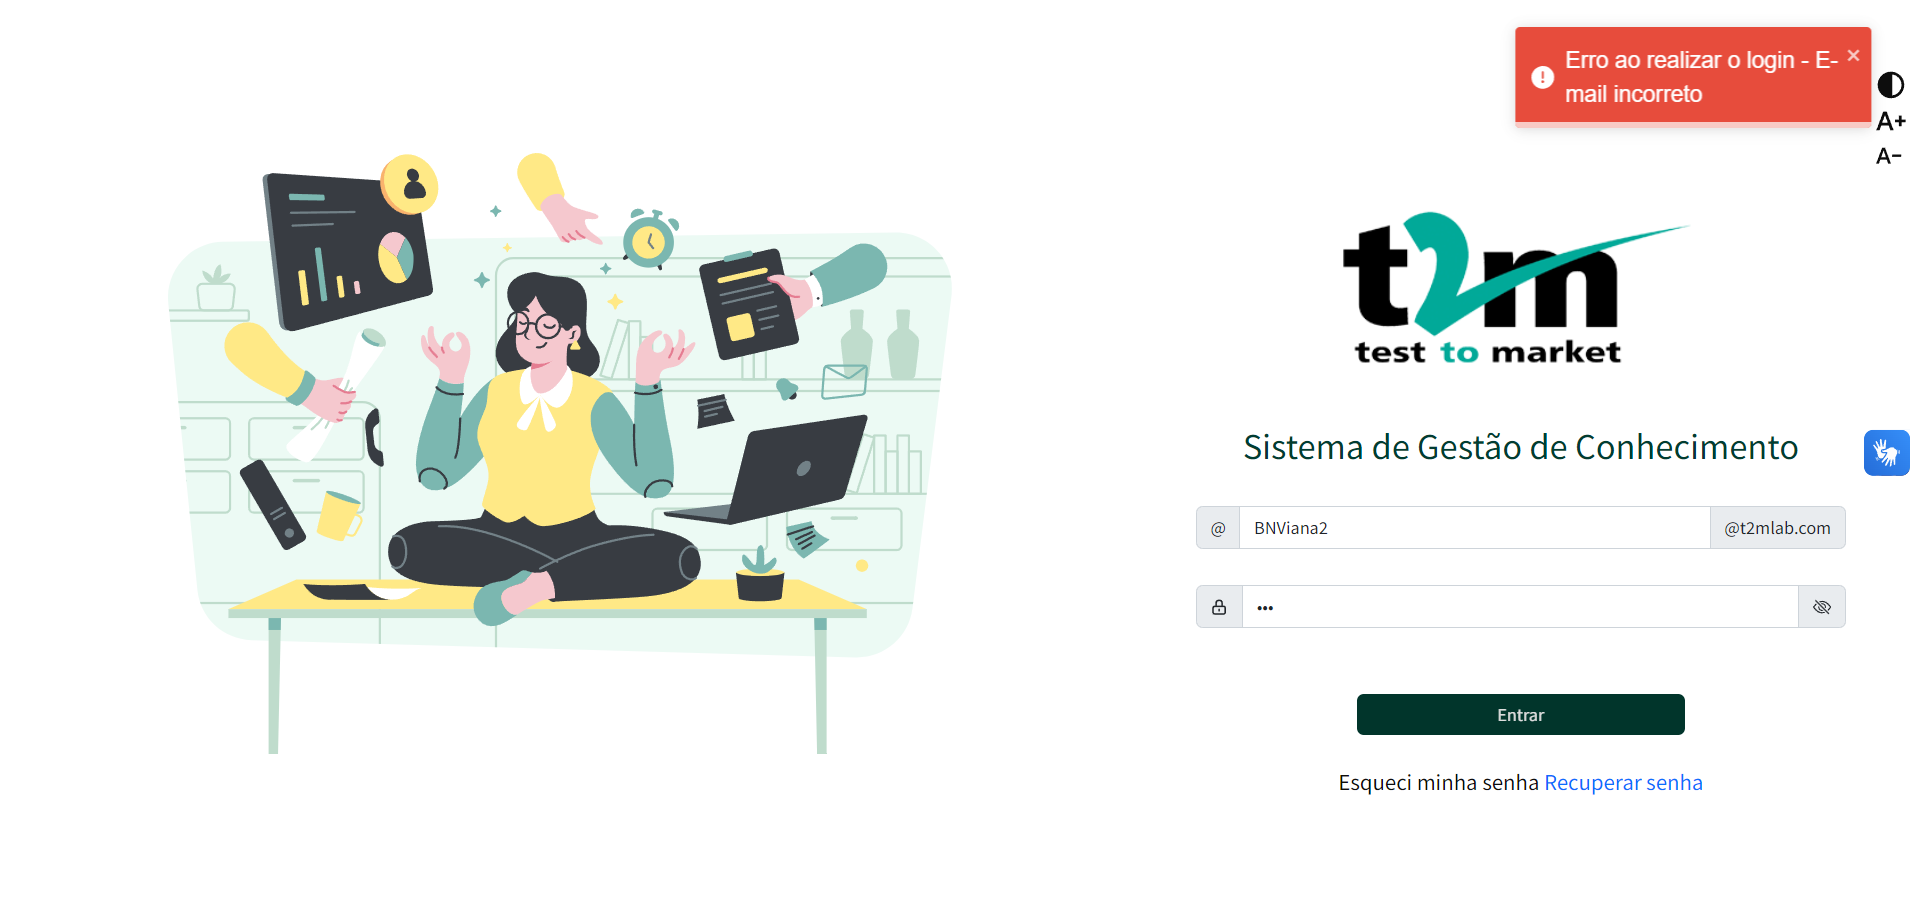 Erro ao realizar o login - E-
mail incorreto
A+
A-
t2m
test to market
Sistema de Gestão de Conhecimento
@ BNViana2 @t2mlab.com
•••
Entrar
Esqueci minha senha Recuperar senha